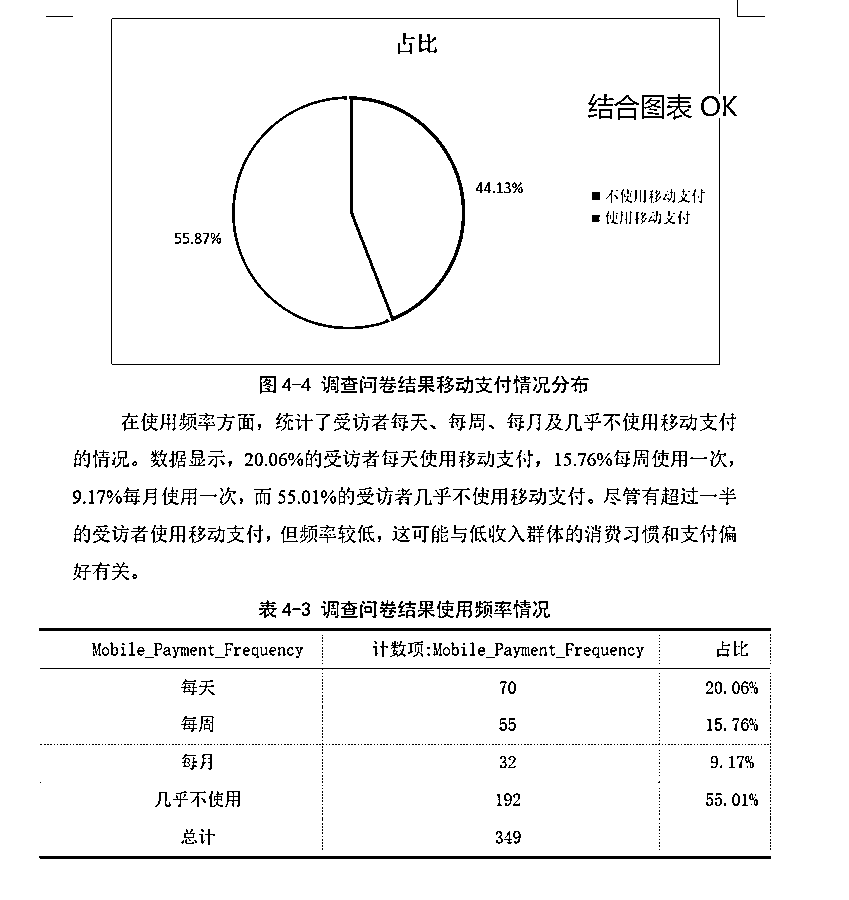 占比
结合图表 OK
44.13%
■ 不使用移动支付
■ 使用移动支付
55.87%
图 4-4 调查问卷结果移动支付情况分布
在使用频率方面，统计了受访者每天、每周、每月及几乎不使用移动支付
的情况。数据显示，20.06%的受访者每天使用移动支付，15.76%每周使用一次，
9.17%每月使用一次，而 55.01%的受访者几乎不使用移动支付。尽管有超过一半
的受访者使用移动支付，但频率较低，这可能与低收入群体的消费习惯和支付偏
好有关。
表 4-3 调查问卷结果使用频率情况
Mobile_Payment_Frequency 计数项:Mobile_Payment_Frequency 占比
每天 70 20.06%
每周 55 15.76%
每月 32 9.17%
几乎不使用 192 55.01%
总计 349